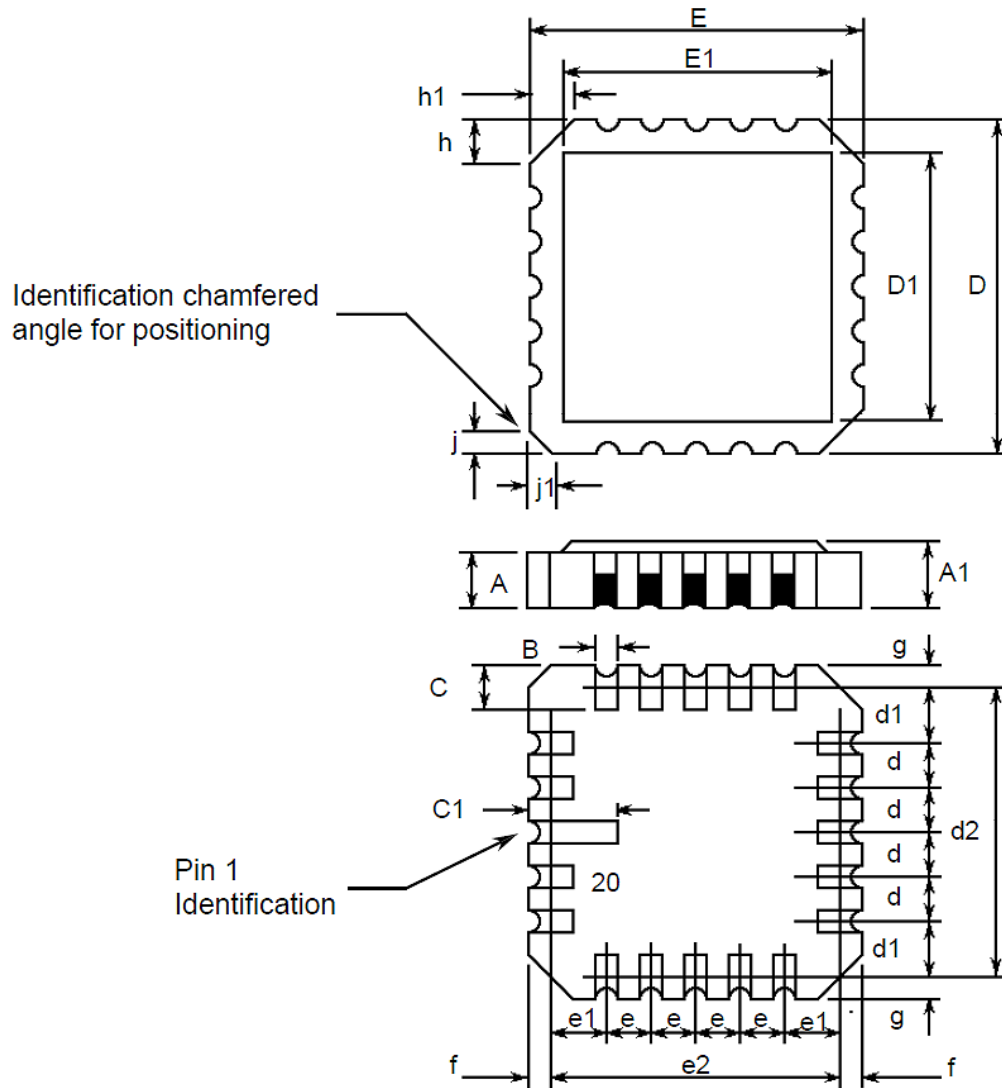 E
E1
h1
h
Identification chamfered
angle for positioning
D1
D
j
j1
A
A1
B
g
C
d1
d
C1
d
d2
d
Pin 1
Identification
20
d
d1
e1 e e e e e1
g
f
e2
f